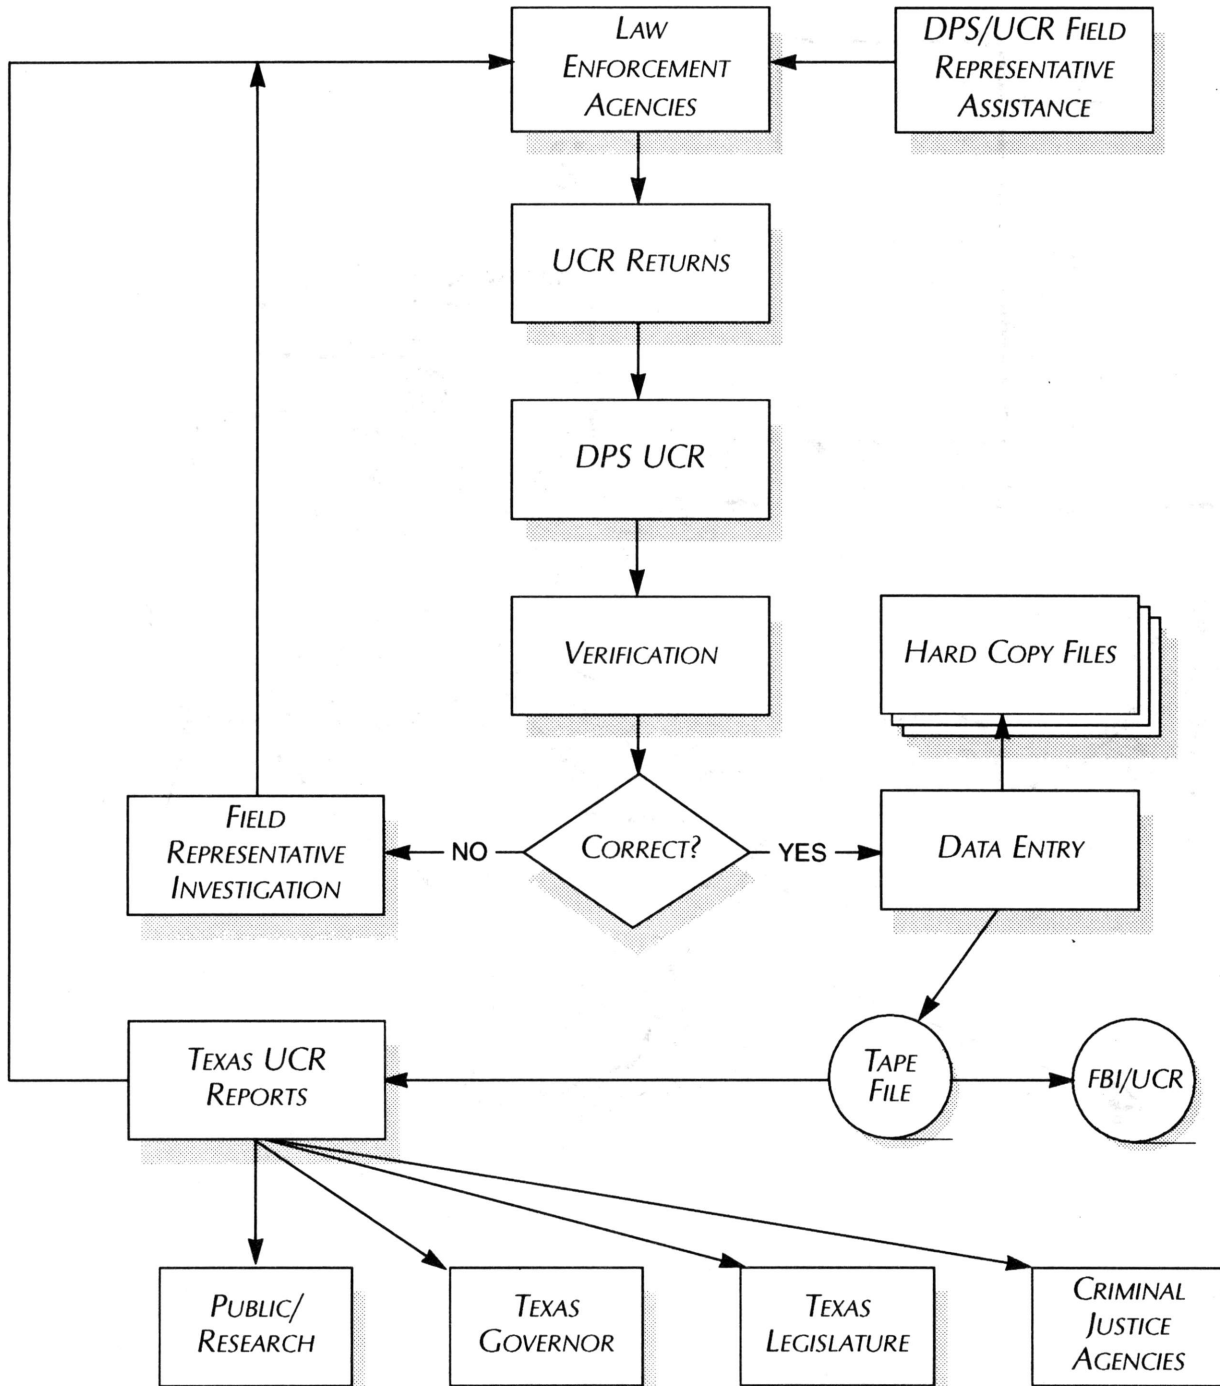 LAW
ENFORCEMENT
AGENCIES
DPS/UCR FIELD
REPRESENTATIVE
ASSISTANCE
UCR RETURNS
DPS UCR
VERIFICATION
HARD COPY FILES
FIELD
REPRESENTATIVE
INVESTIGATION
NO
CORRECT?
YES
DATA ENTRY
TEXAS UCR
REPORTS
TAPE
FILE
FBI/UCR
PUBLIC/
RESEARCH
TEXAS
GOVERNOR
TEXAS
LEGISLATURE
CRIMINAL
JUSTICE
AGENCIES